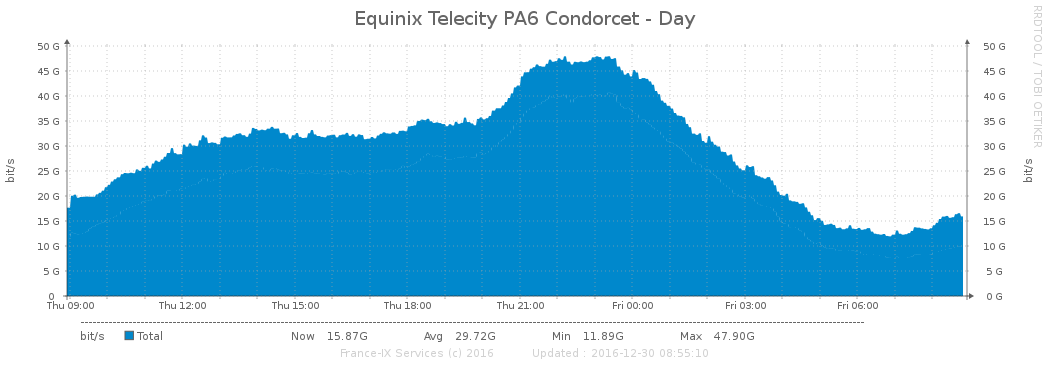 Equinix Telecity PA6 Condorcet - Day
RRDTOOL / TOBI OETIKER
bit/s
50 G 50 G
45 G 45 G
40 G 40 G
35 G 35 G
30 G 30 G
25 G 25 G
20 G 20 G
15 G 15 G
10 G 10 G
5 G 5 G
0 0 G
bit/s
Thu 09:00 Thu 12:00 Thu 15:00 Thu 18:00 Thu 21:00 Fri 00:00 Fri 03:00 Fri 06:00
bit/s Total Now 15.87G Avg 29.72G Min 11.89G Max 47.90G
France-IX Services (c) 2016 Updated : 2016-12-30 08:55:10